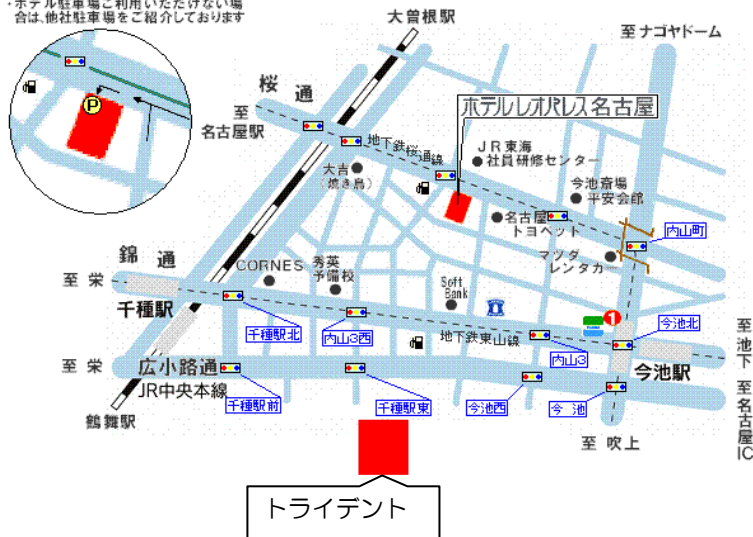 ・ホテル駐車場ご利用いただけない場
合は、他社駐車場をご紹介しております
P
大曽根駅
至ナゴヤドーム
桜 通
至
名古屋駅
ホテルレオパレス名古屋
地下鉄桜通線
JR東海
社員研修センター
大吉
(焼き鳥)
今池斎場
平安会館
名古屋
トヨペット
内山町
マツダ
レンタカー
錦 通
至 栄
CORNES
秀英
予備校
Soft
Bank
千種駅
1
千種駅北
内山3西
地下鉄東山線
内山3
今池北
至
池
下
至 栄
広小路通
JR中央本線
今池駅
千種駅前
千種駅東
今池西
今 池
至
名
古
屋
IC
鶴舞駅
至 吹上
トライデント